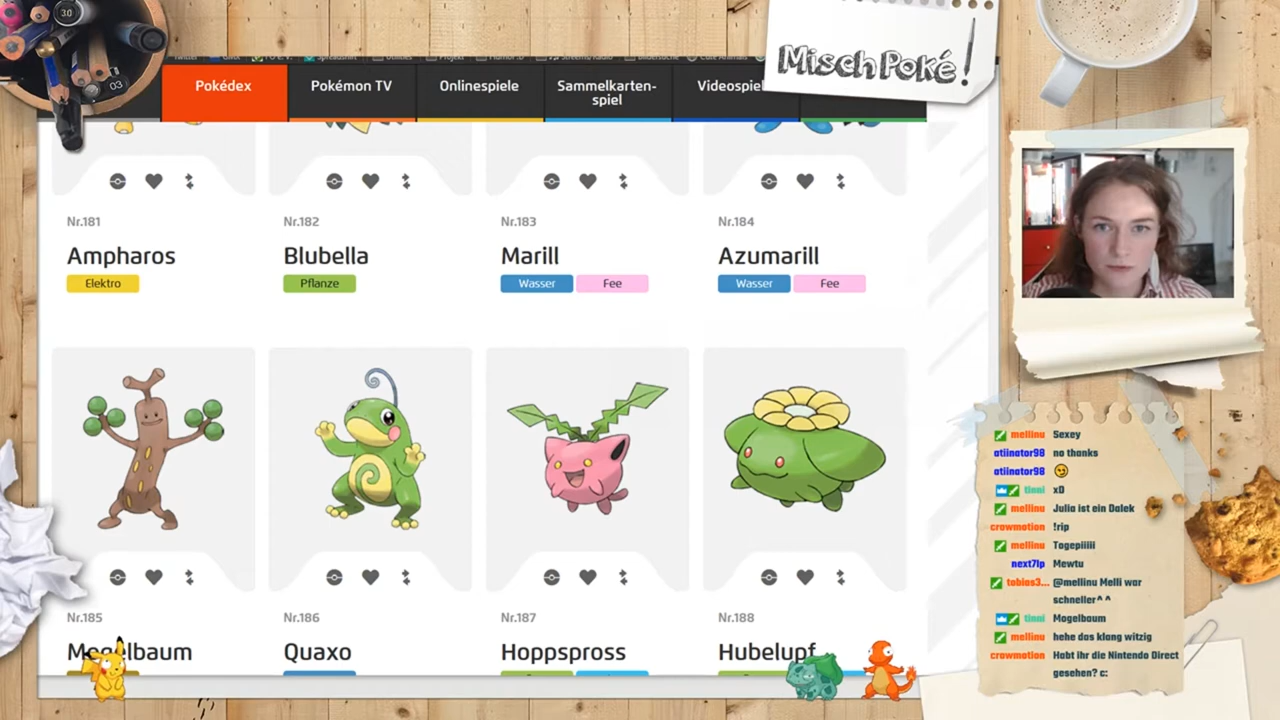 30
03
Misch Poké!
Pokédex
Pokémon TV
Onlinespiele
Sammelkarten-
spiel
Videospiel
Nr.181
Nr.182
Nr.183
Nr.184
Ampharos
Blubella
Marill
Azumarill
Elektro
Pflanze
Wasser
Fee
Wasser
Fee
Nr.185
Nr.186
Nr.187
Nr.188
Mogelbaum
Quaxo
Hoppspross
Hubelupf
mellinu Sexey
atiinator98 no thanks
atiinator98
tinni xD
mellinu Julia ist ein Dalek
crowmotion !rip
mellinu Togepiiiii
next7lp Mewtu
tobias3... @mellinu Melli war
schneller^^
tinni Mogelbaum
mellinu hehe das klang witzig
crowmotion Habt ihr die Nintendo Direct
gesehen? c: